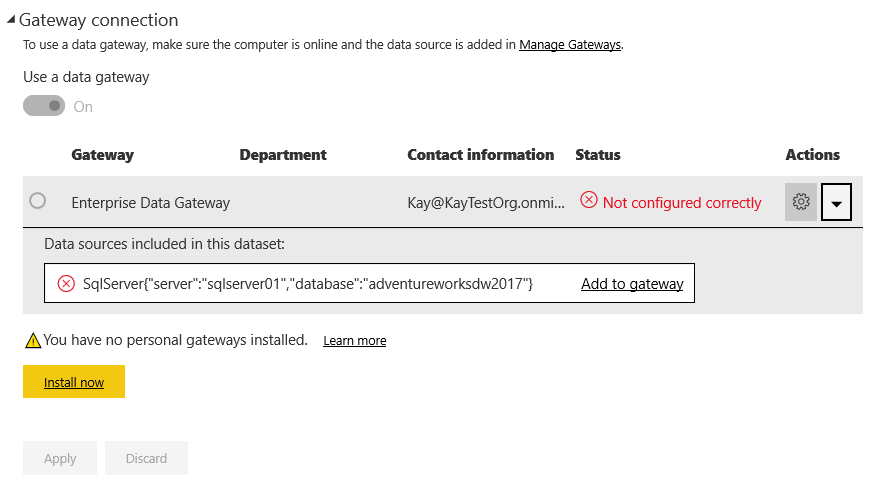 Gateway connection
To use a data gateway, make sure the computer is online and the data source is added in Manage Gateways.
Use a data gateway
On
Gateway Department Contact information Status Actions
Enterprise Data Gateway Kay@KayTestOrg.onmi... Not configured correctly
Data sources included in this dataset:
SqlServer{"server":"sqlserver01","database":"adventureworksdw2017"} Add to gateway
You have no personal gateways installed. Learn more
Install now
Apply Discard